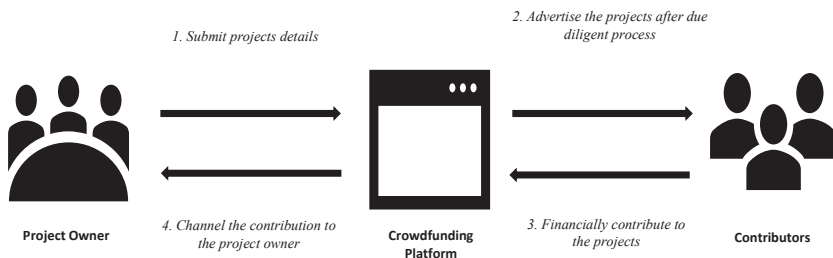 1. Submit projects details
2. Advertise the projects after due
diligent process
Project Owner
4. Channel the contribution to
the project owner
Crowdfunding
Platform
3. Financially contribute to
the projects
Contributors